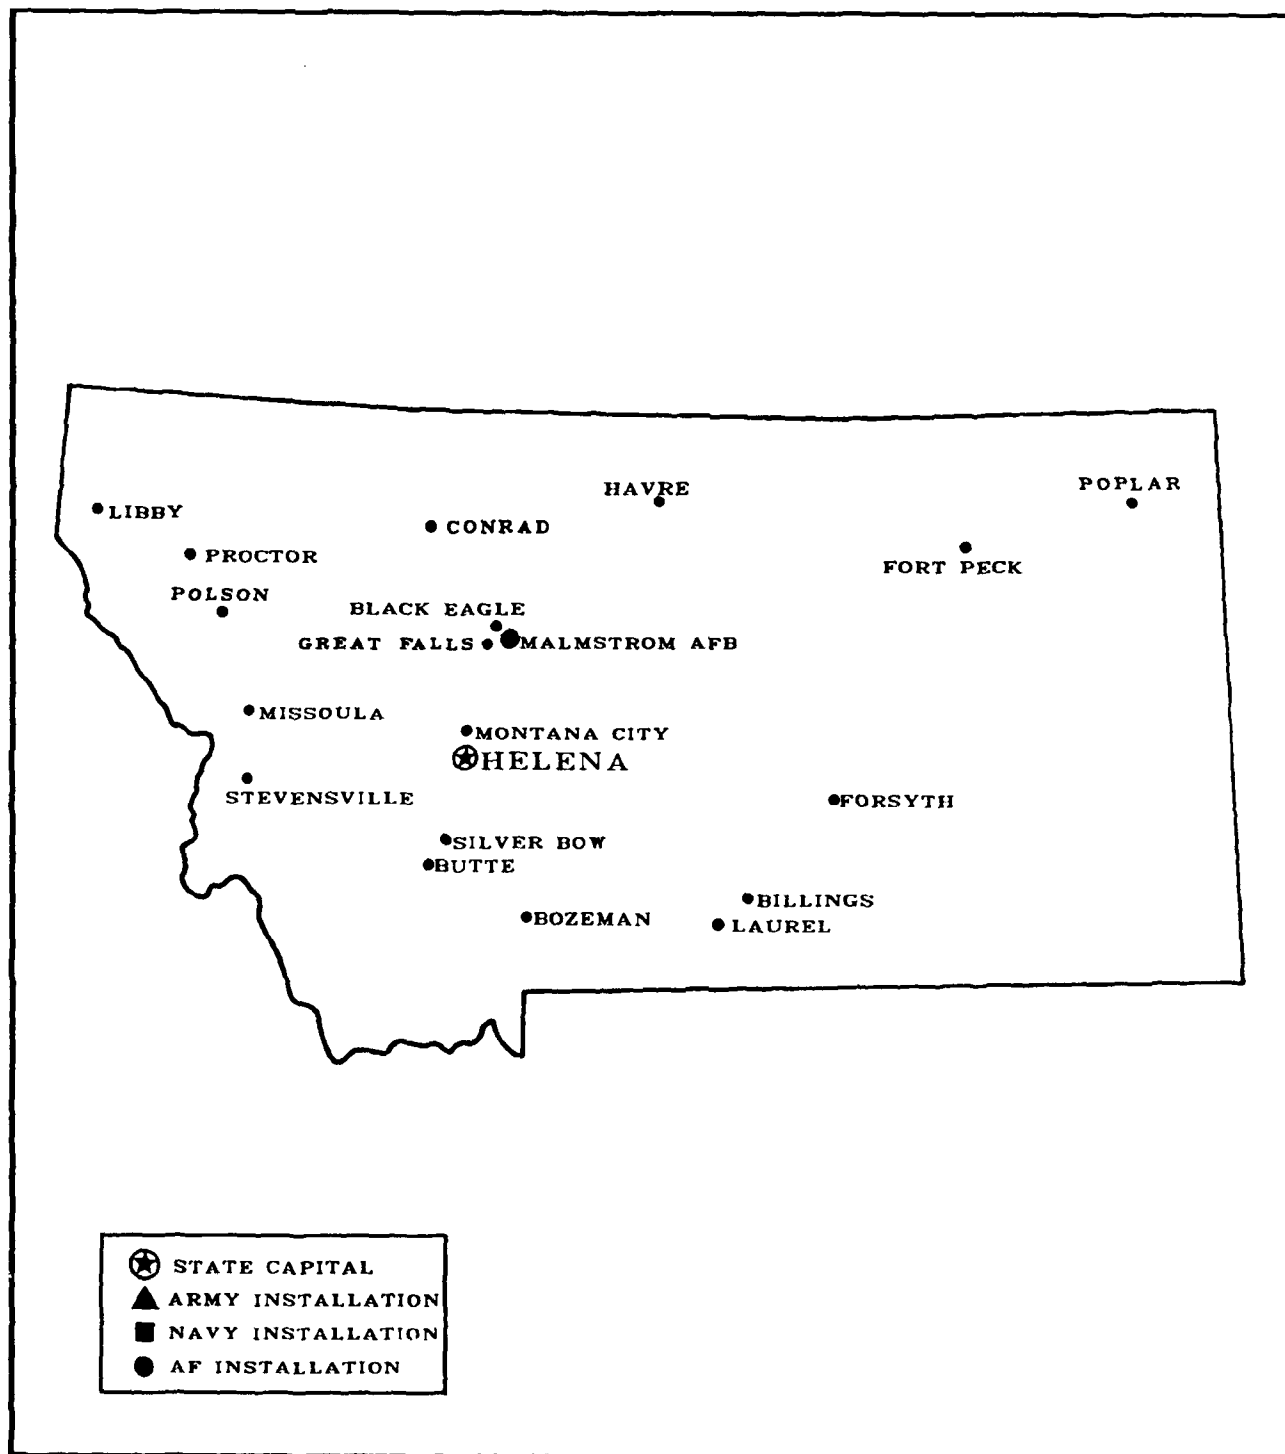 HAVRE
POPLAR
LIBBY
CONRAD
PROCTOR
FORT PECK
POLSON
BLACK EAGLE
GREAT FALLS
MALMSTROM AFB
MISSOULA
MONTANA CITY
HELENA
STEVENSVILLE
FORSYTH
SILVER BOW
BUTTE
BILLINGS
BOZEMAN
LAUREL
STATE CAPITAL
ARMY INSTALLATION
NAVY INSTALLATION
AF INSTALLATION